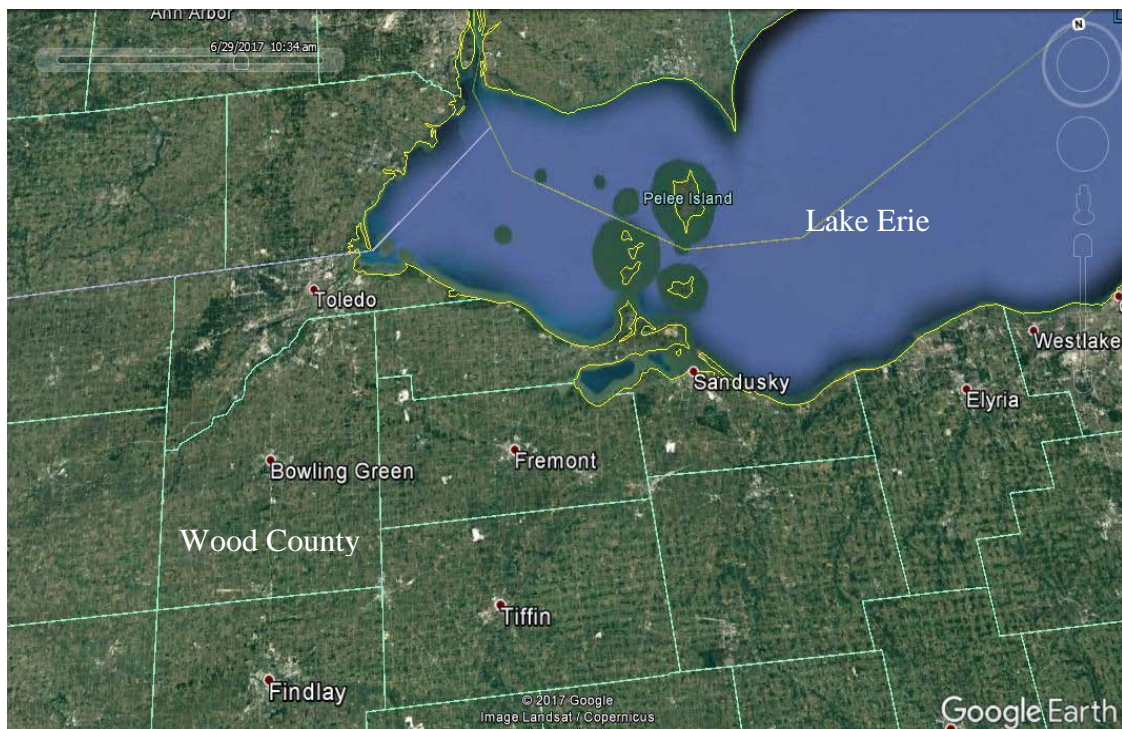 Ann Arbor
6/29/2017 10:34 am
N
Pelee Island
Lake Erie
Toledo
Westlake
Sandusky
Elyria
Bowling Green
Fremont
Wood County
Tiffin
Findlay
© 2017 Google
Image Landsat / Copernicus
Google Earth